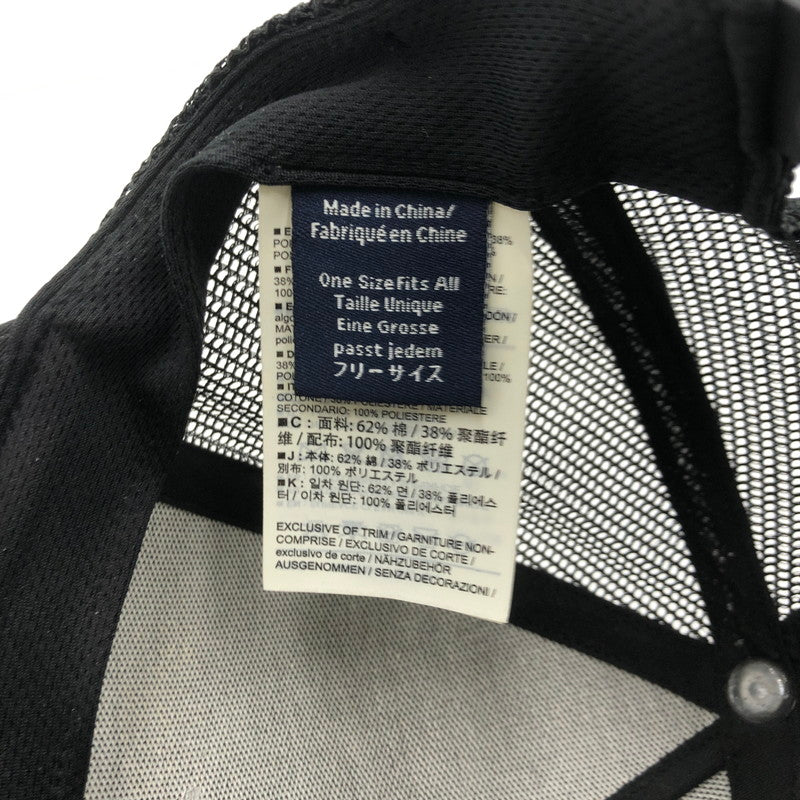 Made in China/
Fabriqué en Chine
One Size Fits All
Taille Unique
Eine Grosse
passt jedem
フリーサイズ
COTONE / 38% POLIESTERE / MATERIALE
SECONDARIO: 100% POLIESTERE
■ C : 面料: 62% 棉 / 38% 聚酯纤
维 / 配布: 100% 聚酯纤维
■ J : 本体: 62% 綿 / 38% ポリエステル /
別布: 100% ポリエステル
■ K : 일차 원단: 62% 면 / 38% 폴리에스
터 / 이차 원단: 100% 폴리에스터
EXCLUSIVE OF TRIM / GARNITURE NON-
COMPRISE / EXCLUSIVO DE CORTE /
exclusivo de corte / NÄHZUBEHÖR
AUSGENOMMEN / SENZA DECORAZIONI /